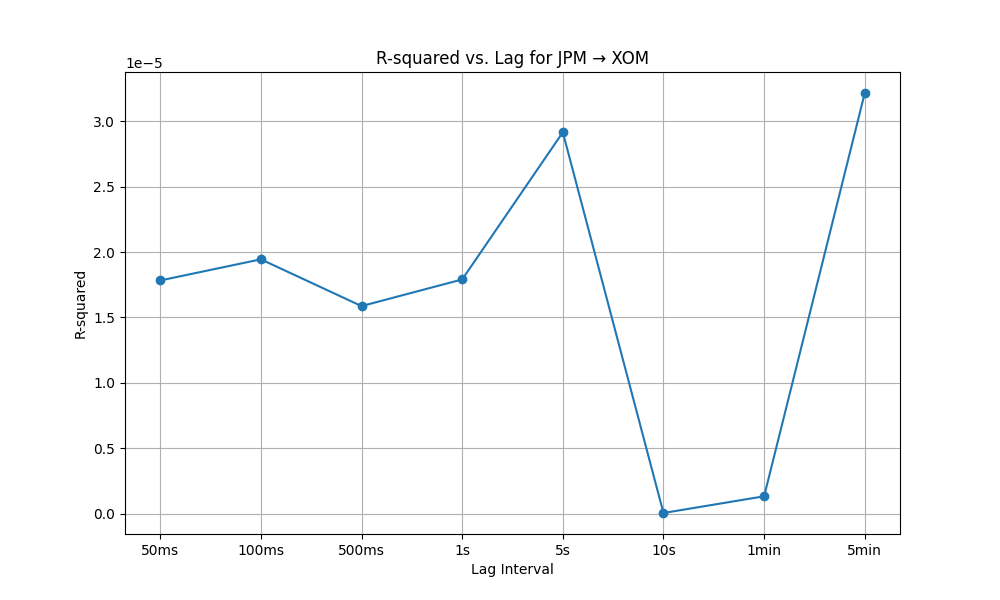 R-squared vs. Lag for JPM → XOM
1e−5
3.0
2.5
2.0
1.5
1.0
0.5
0.0
R-squared
50ms 100ms 500ms 1s 5s 10s 1min 5min
Lag Interval